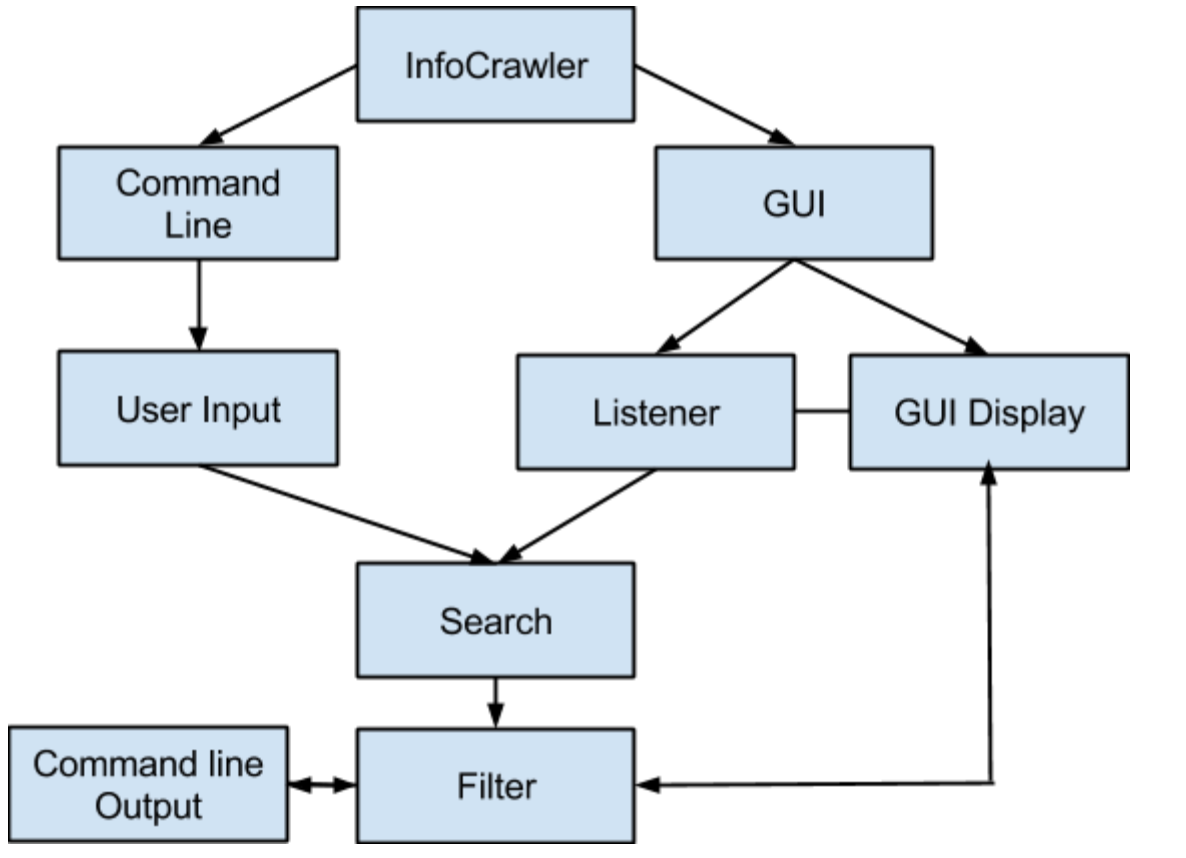 InfoCrawler
Command
Line
GUI
User Input
Listener
GUI Display
Search
Command line
Output
Filter